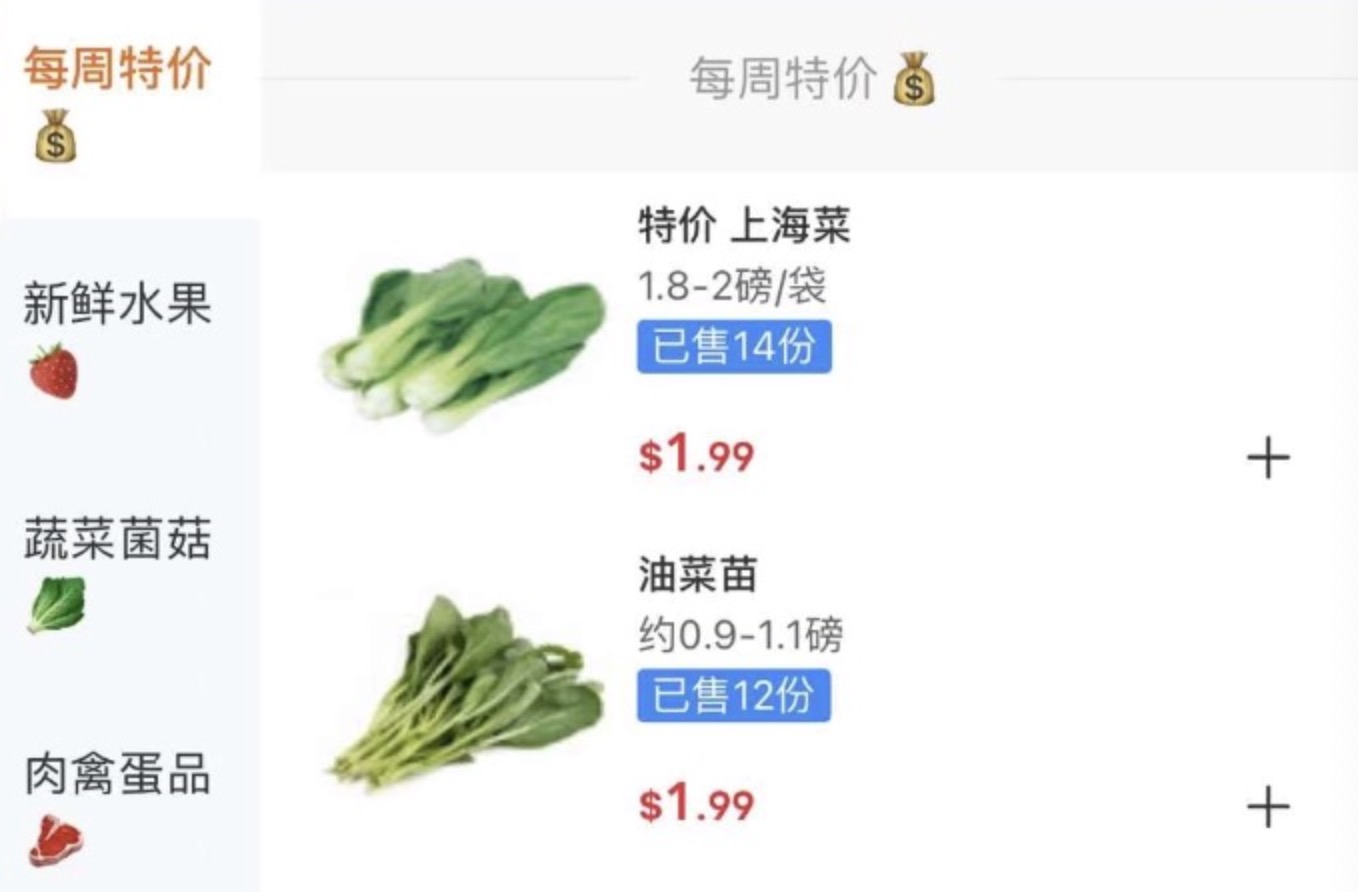 每周特价
💰
新鲜水果
🍓
蔬菜菌菇
🥬
肉禽蛋品
🥩
每周特价💰
特价 上海菜
1.8-2磅/袋
已售14份
$1.99
+
油菜苗
约0.9-1.1磅
已售12份
$1.99
+